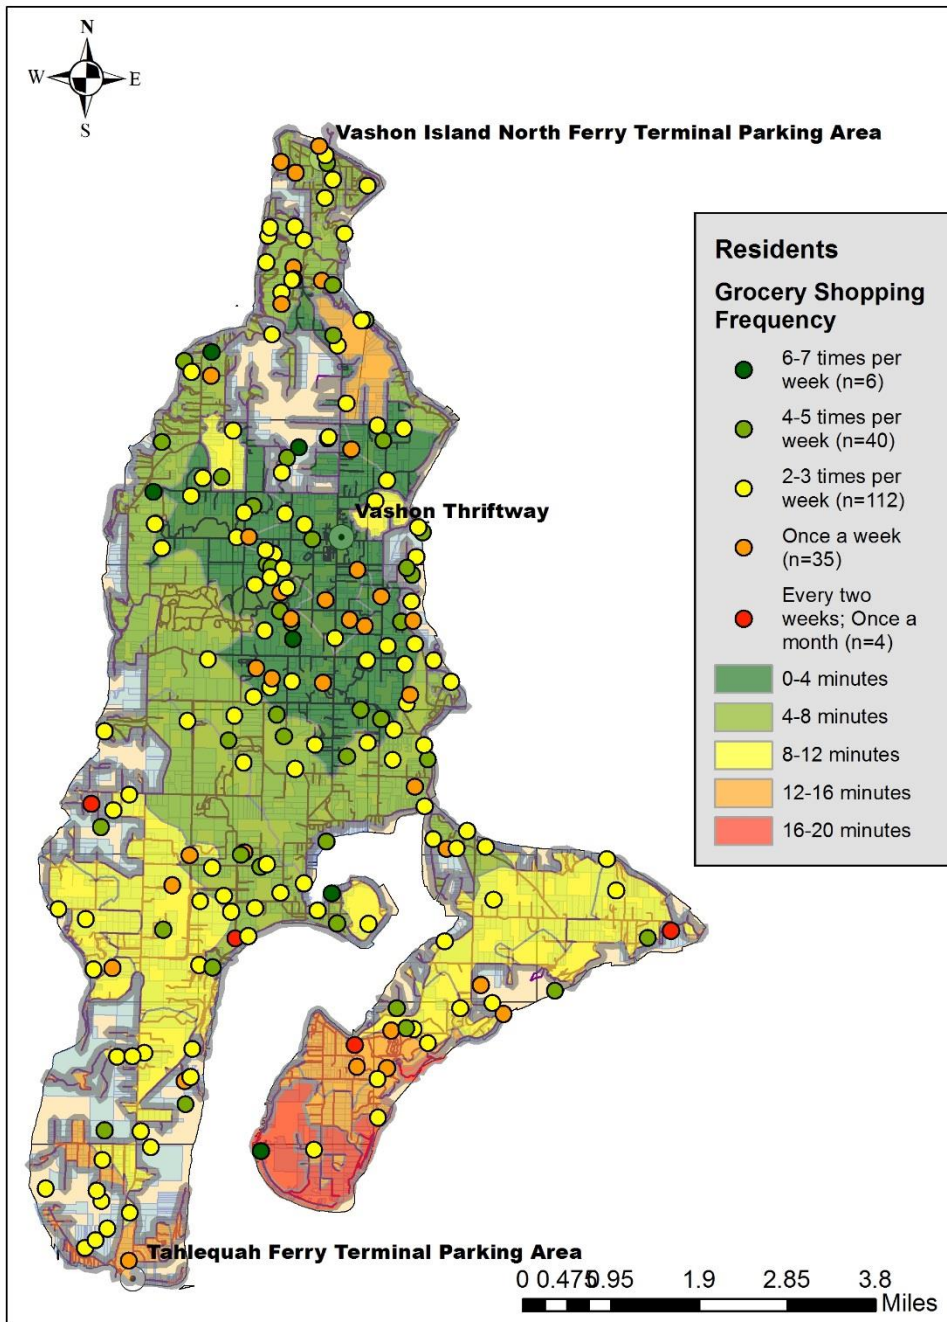 N
W E
S
Vashon Island North Ferry Terminal Parking Area
Residents
Grocery Shopping
Frequency
6-7 times per
week (n=6)
4-5 times per
week (n=40)
2-3 times per
week (n=112)
Once a week
(n=35)
Every two
weeks; Once a
month (n=4)
0-4 minutes
4-8 minutes
8-12 minutes
12-16 minutes
16-20 minutes
Vashon Thriftway
Tahlequah Ferry Terminal Parking Area
0 0.475 0.95 1.9 2.85 3.8
Miles